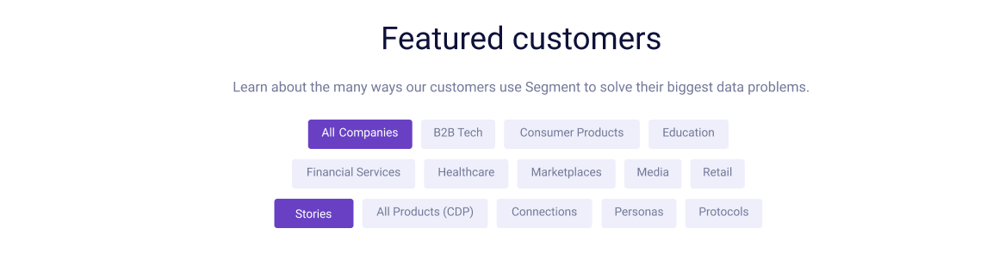 Featured customers
Learn about the many ways our customers use Segment to solve their biggest data problems.
All Companies B2B Tech Consumer Products Education
Financial Services Healthcare Marketplaces Media Retail
Stories All Products (CDP) Connections Personas Protocols